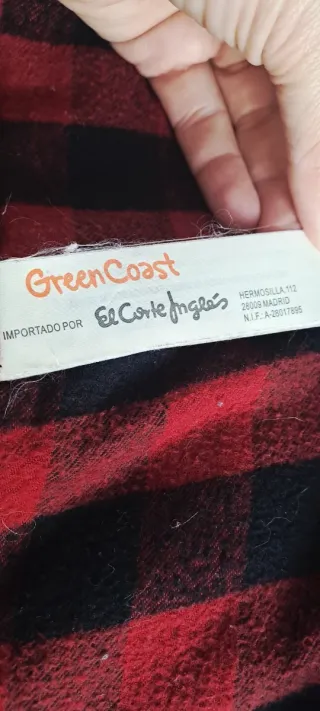 GreenCoast
IMPORTADO POR El Corte Inglés
HERMOSILLA, 112
28009 MADRID
N.I.F.: A-28017895